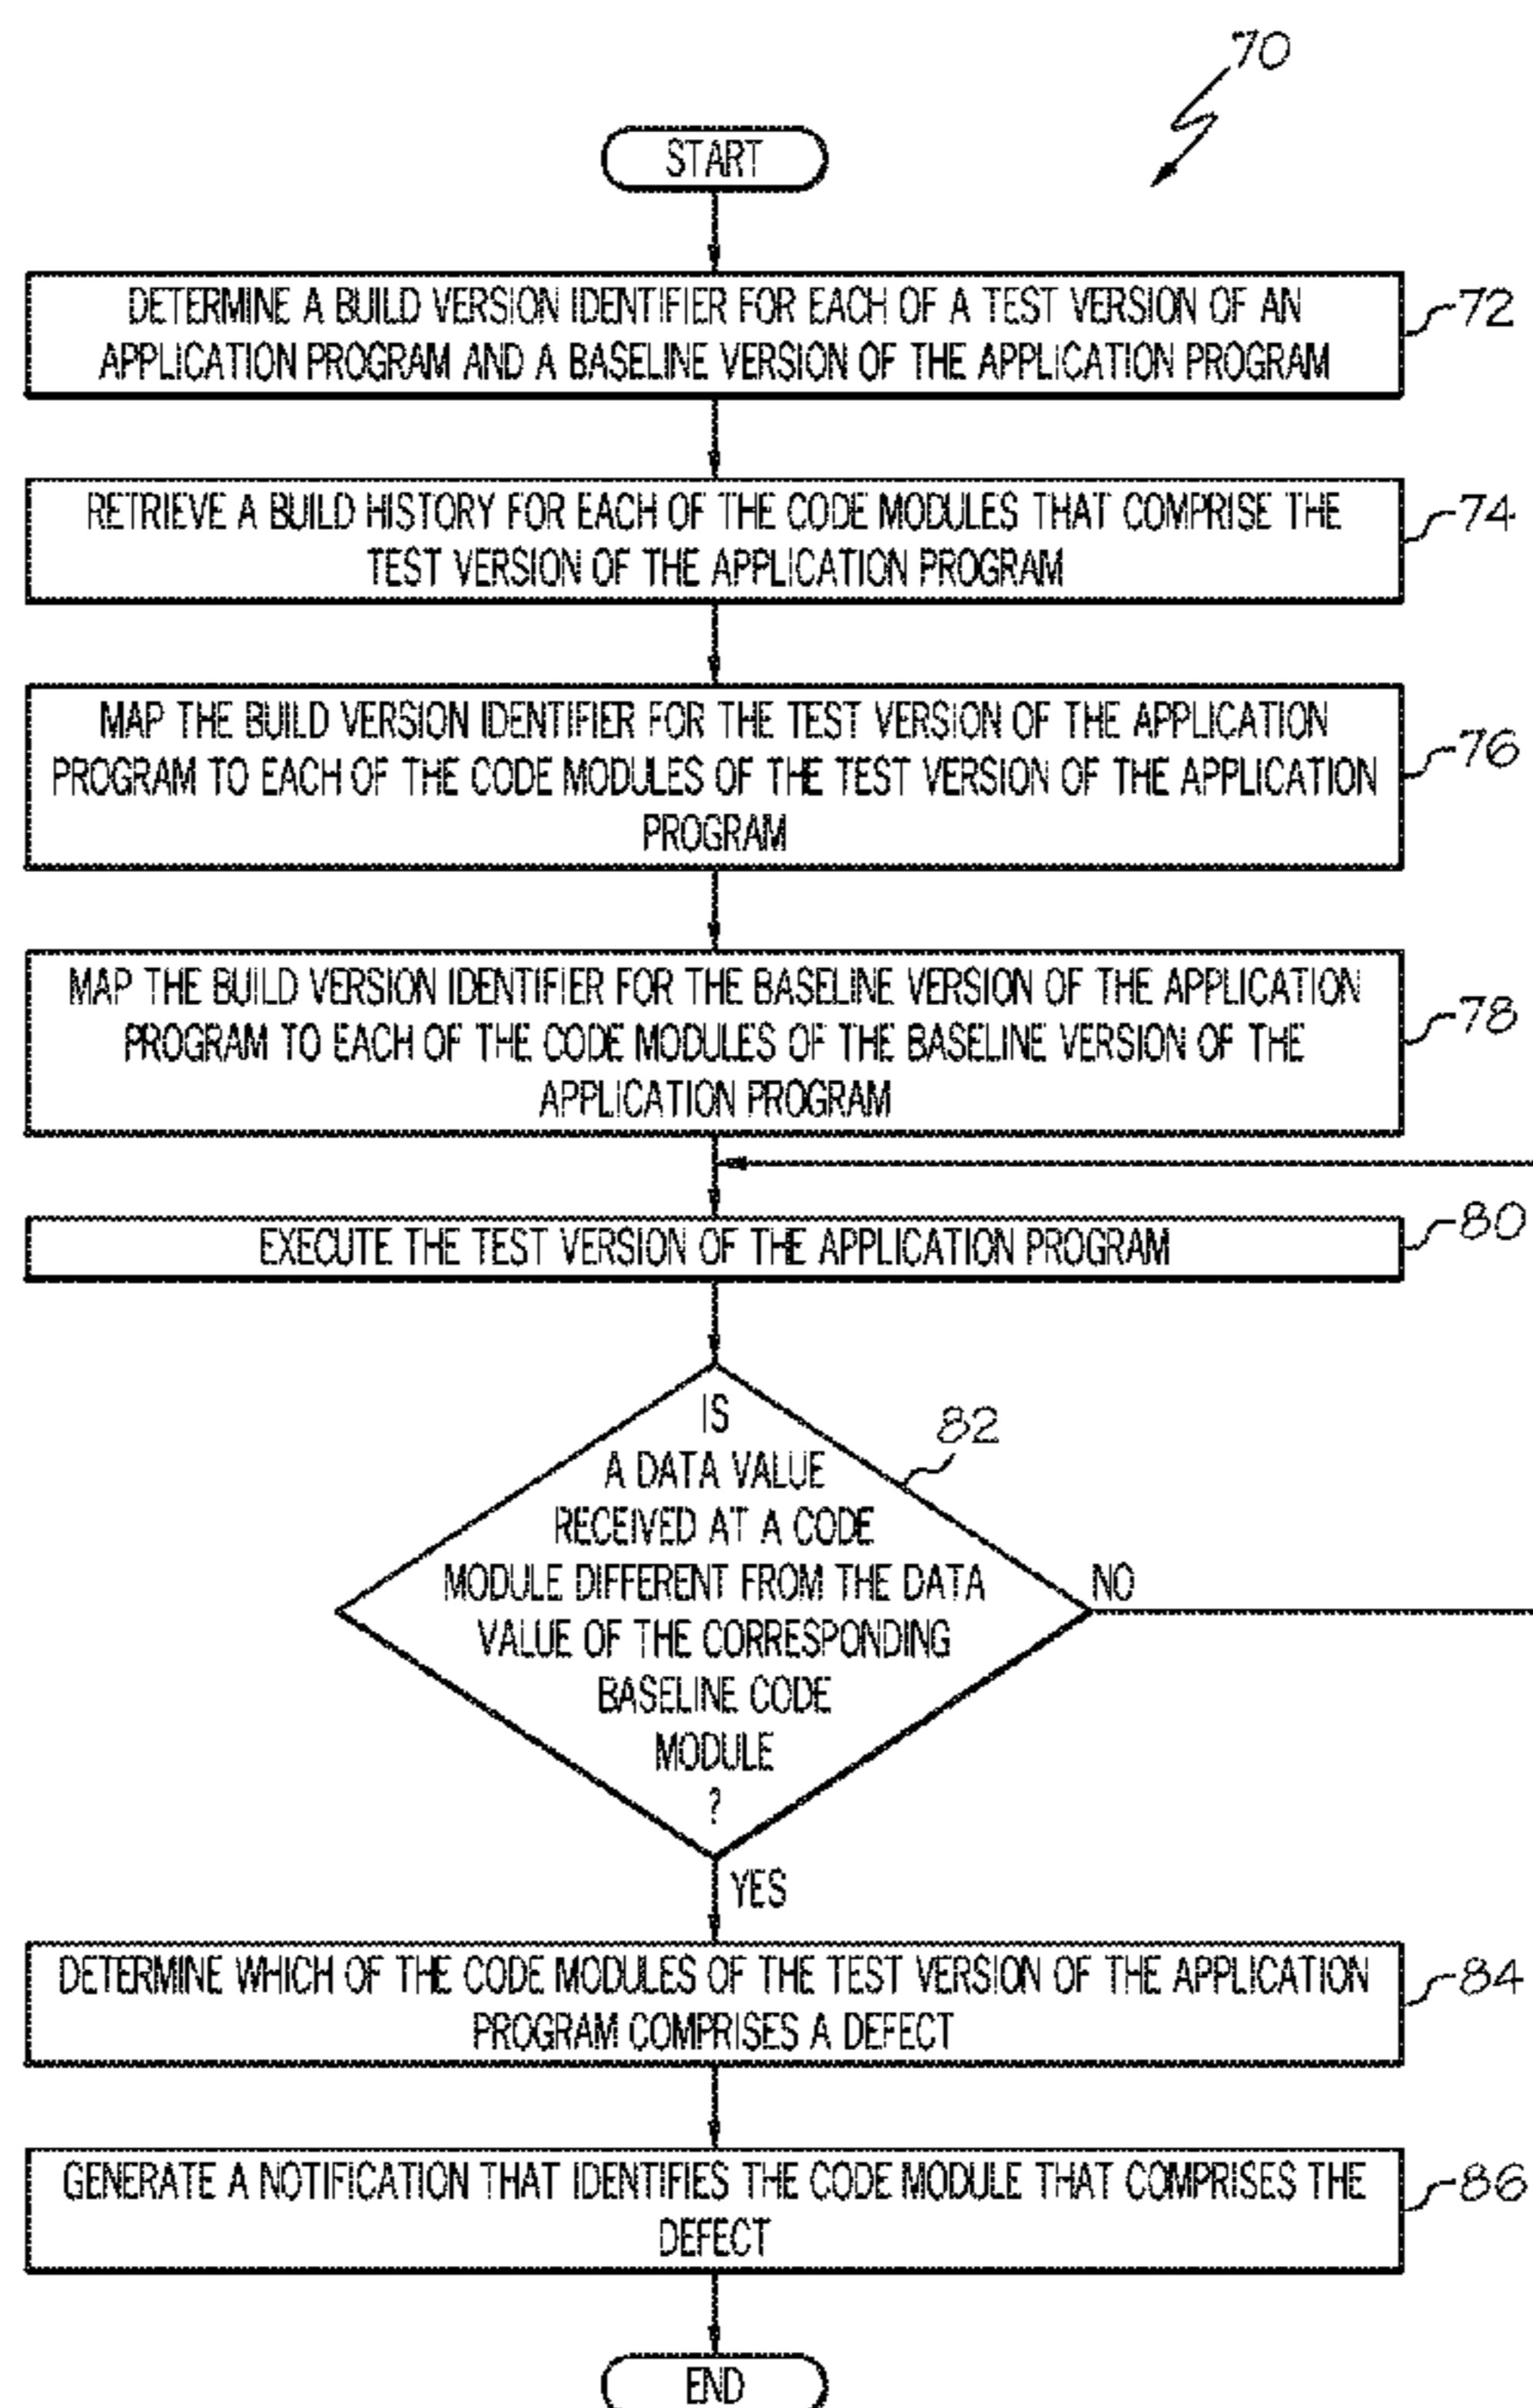 70
START
DETERMINE A BUILD VERSION IDENTIFIER FOR EACH OF A TEST VERSION OF AN
APPLICATION PROGRAM AND A BASELINE VERSION OF THE APPLICATION PROGRAM
72
RETRIEVE A BUILD HISTORY FOR EACH OF THE CODE MODULES THAT COMPRISE THE
TEST VERSION OF THE APPLICATION PROGRAM
74
MAP THE BUILD VERSION IDENTIFIER FOR THE TEST VERSION OF THE APPLICATION
PROGRAM TO EACH OF THE CODE MODULES OF THE TEST VERSION OF THE APPLICATION
PROGRAM
76
MAP THE BUILD VERSION IDENTIFIER FOR THE BASELINE VERSION OF THE APPLICATION
PROGRAM TO EACH OF THE CODE MODULES OF THE BASELINE VERSION OF THE
APPLICATION PROGRAM
78
EXECUTE THE TEST VERSION OF THE APPLICATION PROGRAM
80
IS
A DATA VALUE
RECEIVED AT A CODE
MODULE DIFFERENT FROM THE DATA
VALUE OF THE CORRESPONDING
BASELINE CODE
MODULE
?
82
NO
YES
DETERMINE WHICH OF THE CODE MODULES OF THE TEST VERSION OF THE APPLICATION
PROGRAM COMPRISES A DEFECT
84
GENERATE A NOTIFICATION THAT IDENTIFIES THE CODE MODULE THAT COMPRISES THE
DEFECT
86
END